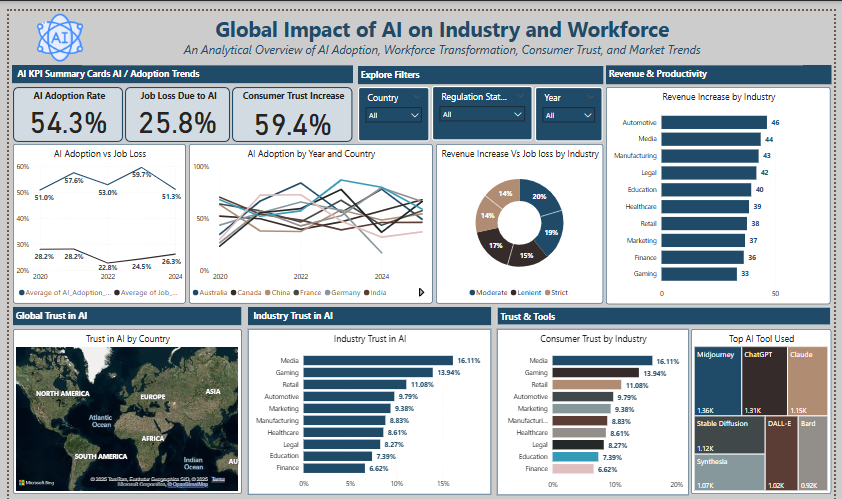 AI
Global Impact of AI on Industry and Workforce
An Analytical Overview of AI Adoption, Workforce Transformation, Consumer Trust, and Market Trends
AI KPI Summary Cards AI / Adoption Trends
Explore Filters
Revenue & Productivity
AI Adoption Rate
54.3%
Job Loss Due to AI
25.8%
Consumer Trust Increase
59.4%
Country
All
Regulation Stat...
All
Year
All
Revenue Increase by Industry
Automotive 46
Media 44
Manufacturing 43
Legal 42
Education 40
Healthcare 39
Retail 38
Marketing 37
Finance 36
Gaming 33
0 50
AI Adoption vs Job Loss
60%
50%
40%
30%
20%
51.0%
57.6%
53.0%
59.7%
51.3%
28.2%
28.2%
22.8%
24.5%
26.3%
2020 2022 2024
Average of AI_Adoption_... Average of Job_...
AI Adoption by Year and Country
100%
50%
0%
2020 2022 2024
Australia Canada China France Germany India
Revenue Increase Vs Job loss by Industry
14%
20%
14%
19%
17%
15%
Moderate Lenient Strict
Global Trust in AI
Industry Trust in AI
Trust & Tools
Trust in AI by Country
NORTH AMERICA
EUROPE
ASIA
Atlantic
Ocean
AFRICA
SOUTH AMERICA
Indian
Ocean
AU
Microsoft Bing
© 2025 TomTom, Earthstar Geographics SIO, © 2025 Terms
Microsoft Corporation, © OpenStreetMap
Industry Trust in AI
Media 16.11%
Gaming 13.94%
Retail 11.08%
Automotive 9.79%
Marketing 9.38%
Manufacturing 8.83%
Healthcare 8.61%
Legal 8.27%
Education 7.39%
Finance 6.62%
0% 5% 10% 15%
Consumer Trust by Industry
Media 16.11%
Gaming 13.94%
Retail 11.08%
Automotive 9.79%
Marketing 9.38%
Manufacturi... 8.83%
Healthcare 8.61%
Legal 8.27%
Education 7.39%
Finance 6.62%
0% 10% 20%
Top AI Tool Used
Midjourney
1.36K
ChatGPT
1.31K
Claude
1.15K
Stable Diffusion
1.12K
DALL-E
1.02K
Bard
0.92K
Synthesia
1.07K